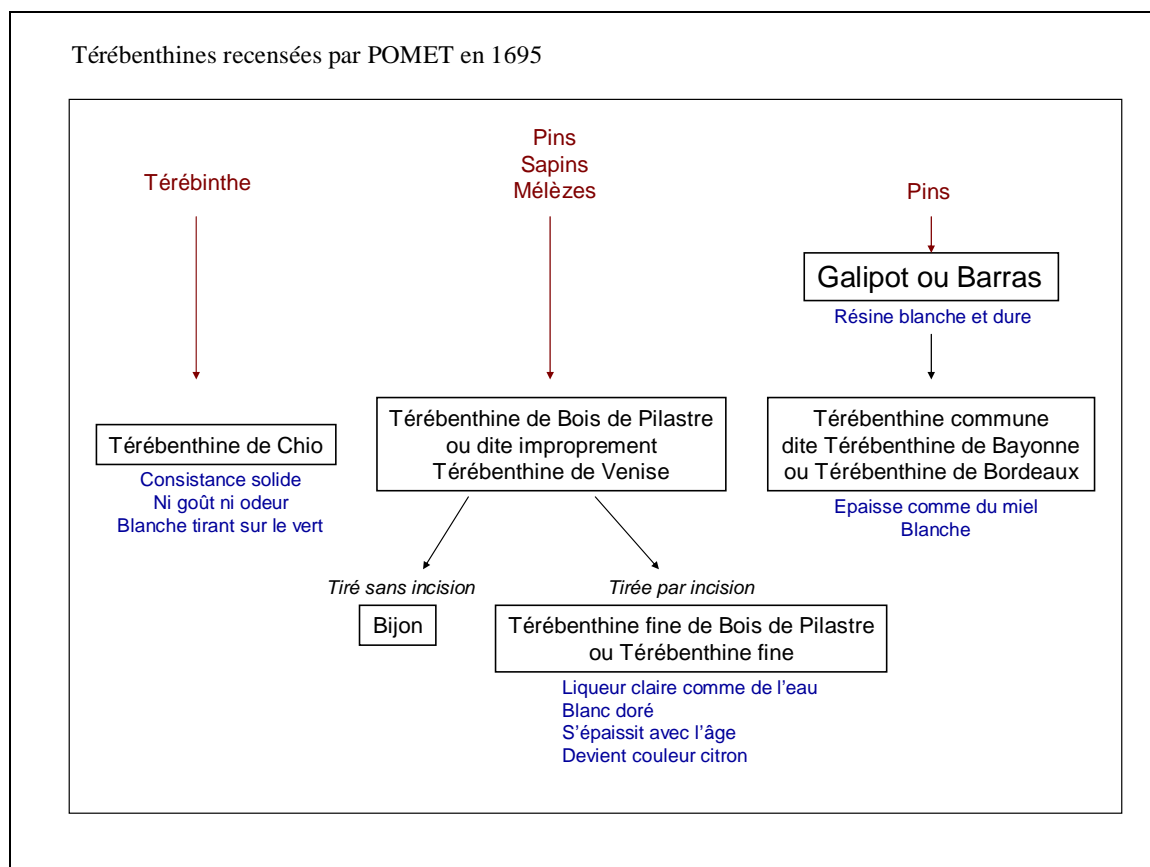 Térébenthines recensées par POMET en 1695
Térébinthe
Pins
Sapins
Mélèzes
Pins
Galipot ou Barras
Résine blanche et dure
Térébenthine de Chio
Consistance solide
Ni goût ni odeur
Blanche tirant sur le vert
Térébenthine de Bois de Pilastre
ou dite improprement
Térébenthine de Venise
Térébenthine commune
dite Térébenthine de Bayonne
ou Térébenthine de Bordeaux
Epaisse comme du miel
Blanche
Tiré sans incision
Bijon
Tirée par incision
Térébenthine fine de Bois de Pilastre
ou Térébenthine fine
Liqueur claire comme de l’eau
Blanc doré
S’épaissit avec l’âge
Devient couleur citron